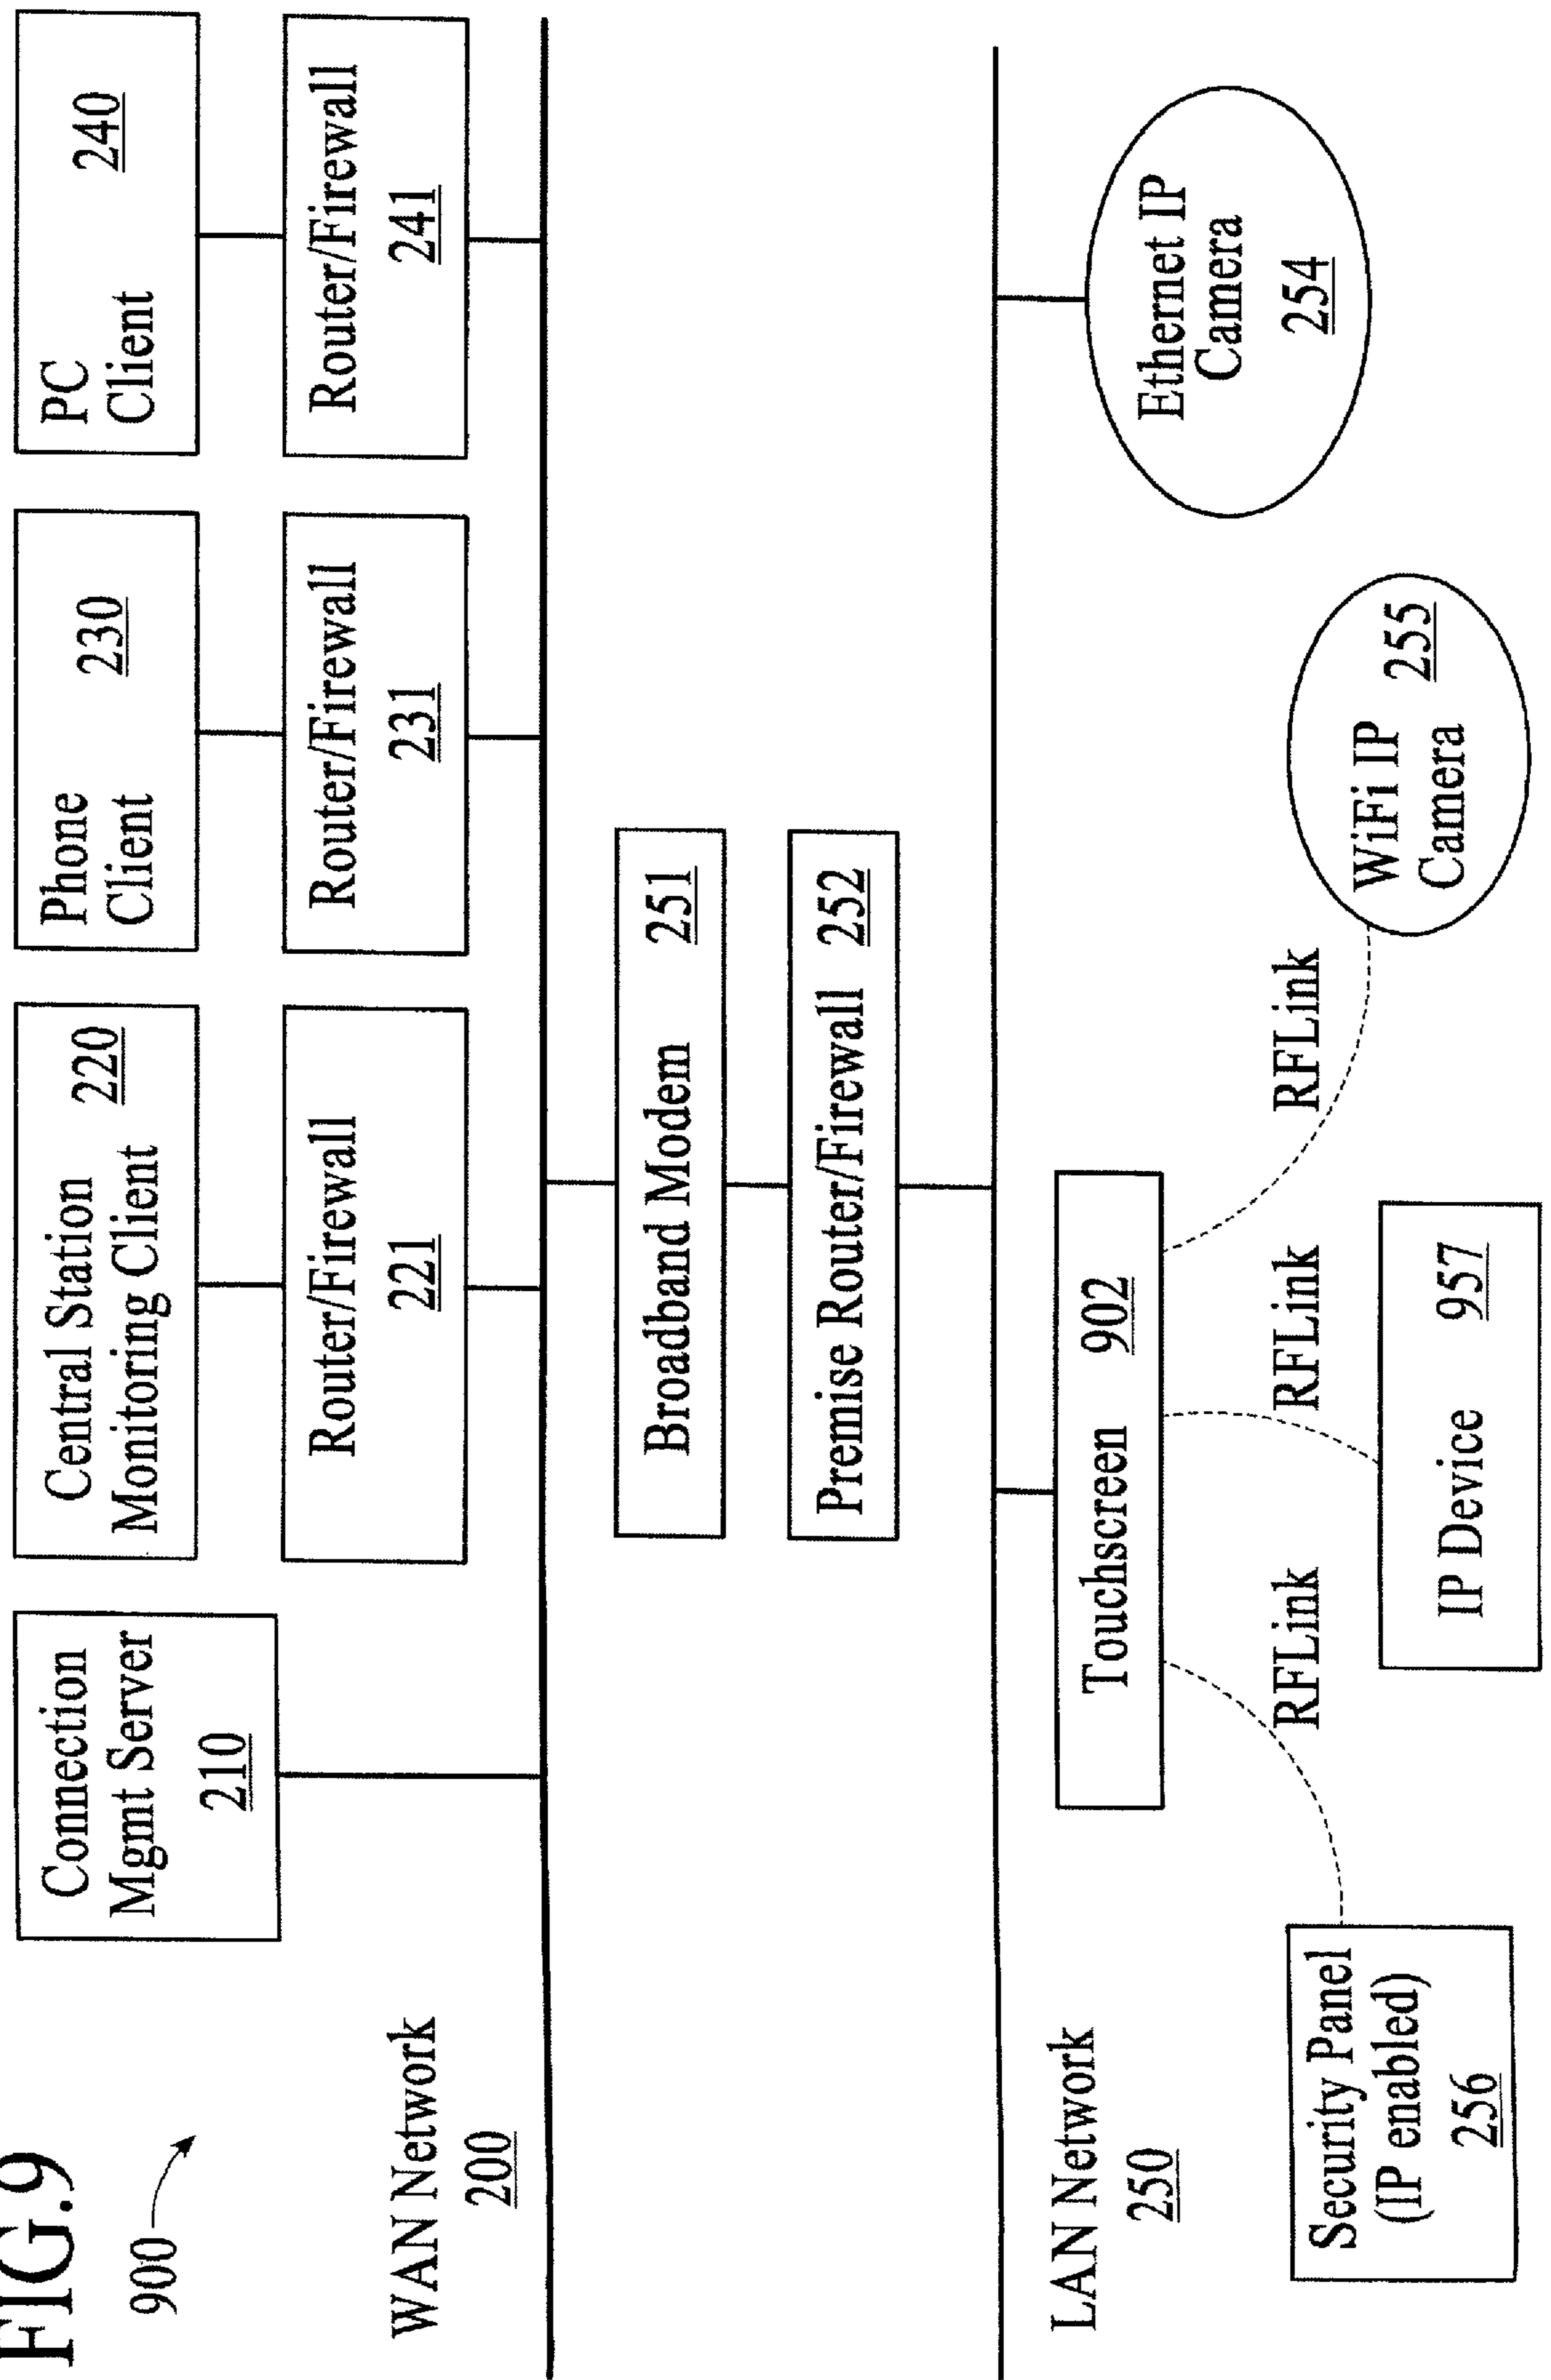 FIG.9
900
Connection
Mgmt Server
210
Central Station
Monitoring Client 220
Phone
Client 230
PC
Client 240
Router/Firewall
221
Router/Firewall
231
Router/Firewall
241
WAN Network
200
Broadband Modem 251
Premise Router/Firewall 252
LAN Network
250
Touchscreen 902
Ethernet IP
Camera
254
RFLink
RFLink
RFLink
Security Panel
(IP enabled)
256
IP Device 957
WiFi IP
Camera 255